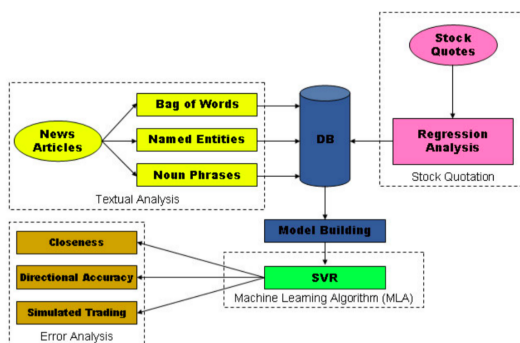 Stock
Quotes
Bag of Words
News
Articles
Named Entities
DB
Regression
Analysis
Noun Phrases
Textual Analysis
Stock Quotation
Model Building
Closeness
Directional Accuracy
SVR
Simulated Trading
Machine Learning Algorithm (MLA)
Error Analysis